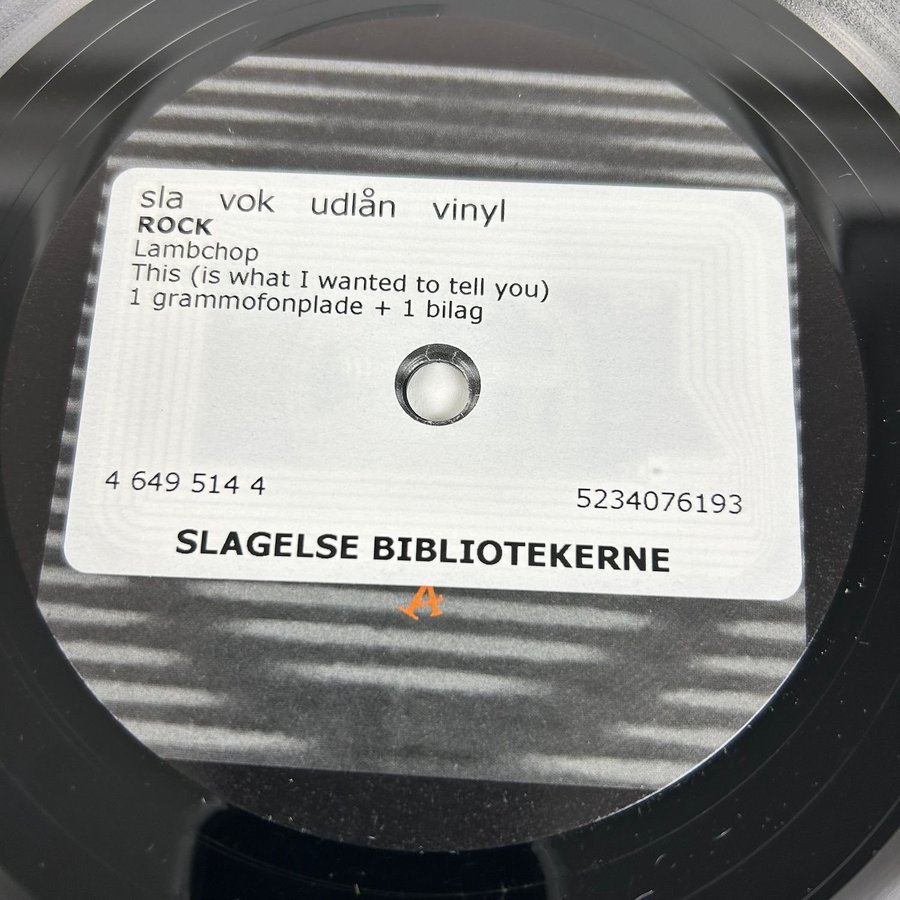 sla vok udlån vinyl
ROCK
Lambchop
This (is what I wanted to tell you)
1 grammofonplade + 1 bilag
4 649 514 4
5234076193
SLAGELSE BIBLIOTEKERNE
A